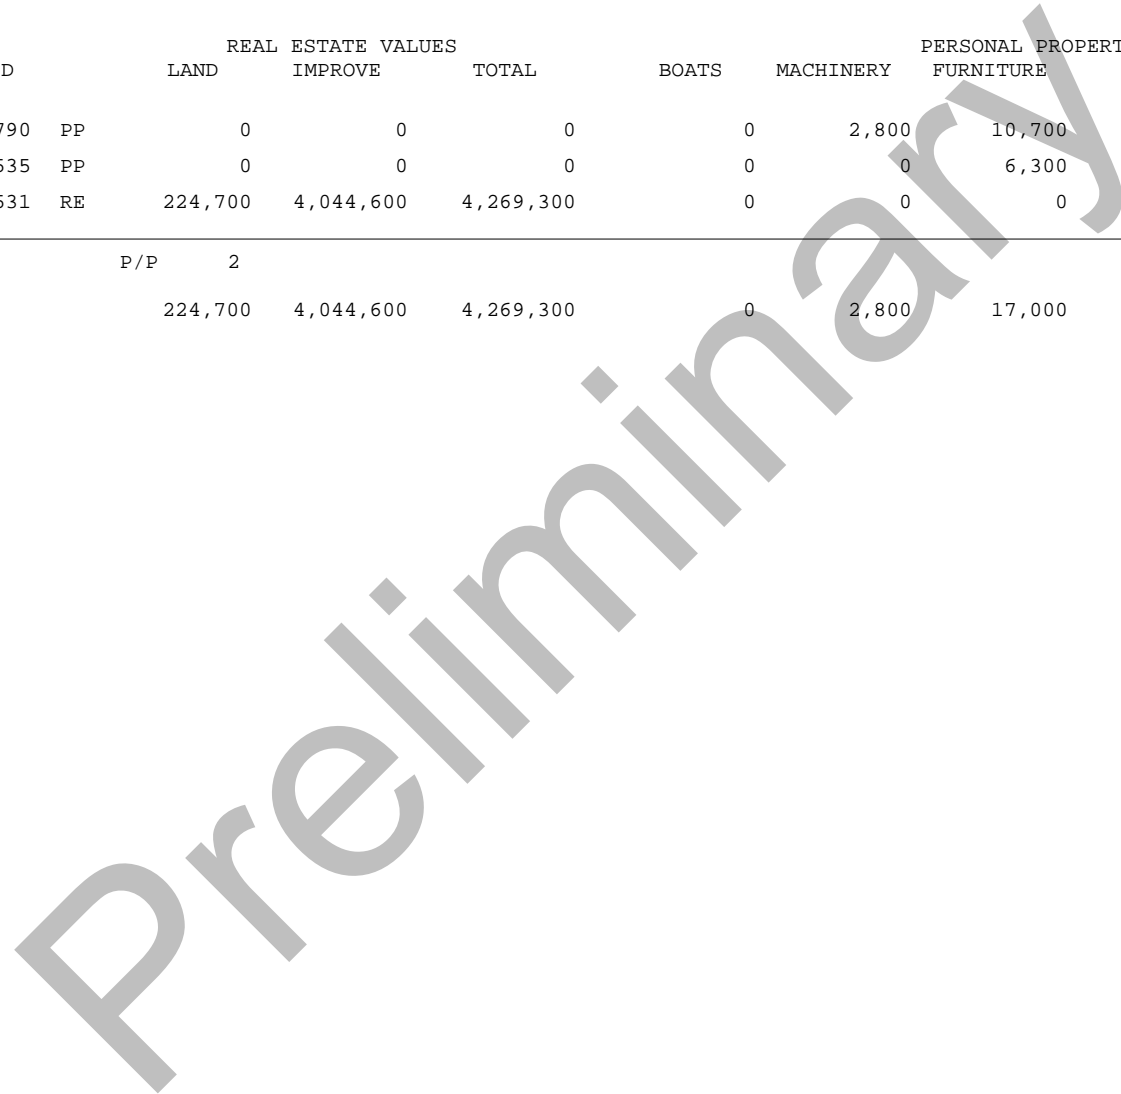 REAL ESTATE VALUES PERSONAL PROPERT
D LAND IMPROVE TOTAL BOATS MACHINERY FURNITURE
790 PP 0 0 0 0 2,800 10,700
535 PP 0 0 0 0 0 6,300
531 RE 224,700 4,044,600 4,269,300 0 0 0
P/P 2
224,700 4,044,600 4,269,300 0 2,800 17,000
Preliminary